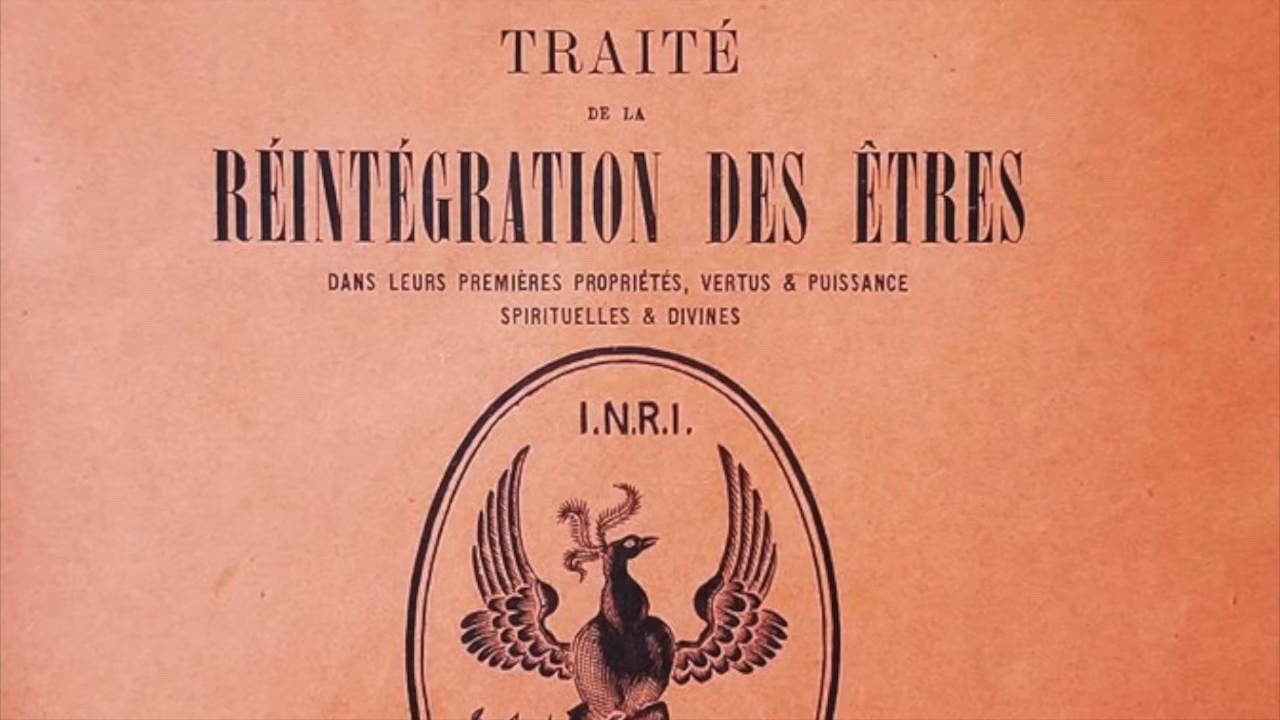 TRAITÉ
DE LA
RÉINTÉGRATION DES ÊTRES
DANS LEURS PREMIÈRES PROPRIÉTÉS, VERTUS & PUISSANCE
SPIRITUELLES & DIVINES
I.N.R.I.